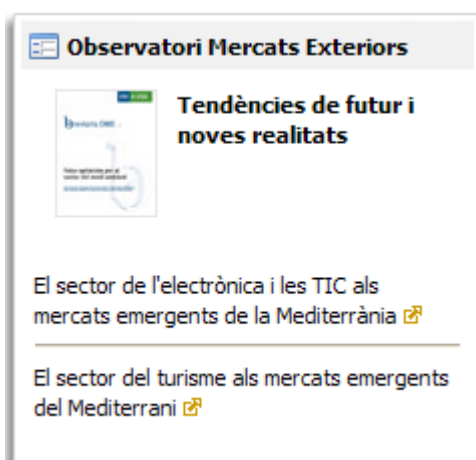 Observatori Mercats Exteriors
Tendències de futur i
noves realitats
El sector de l'electrònica i les TIC als
mercats emergents de la Mediterrània
El sector del turisme als mercats emergents
del Mediterrani